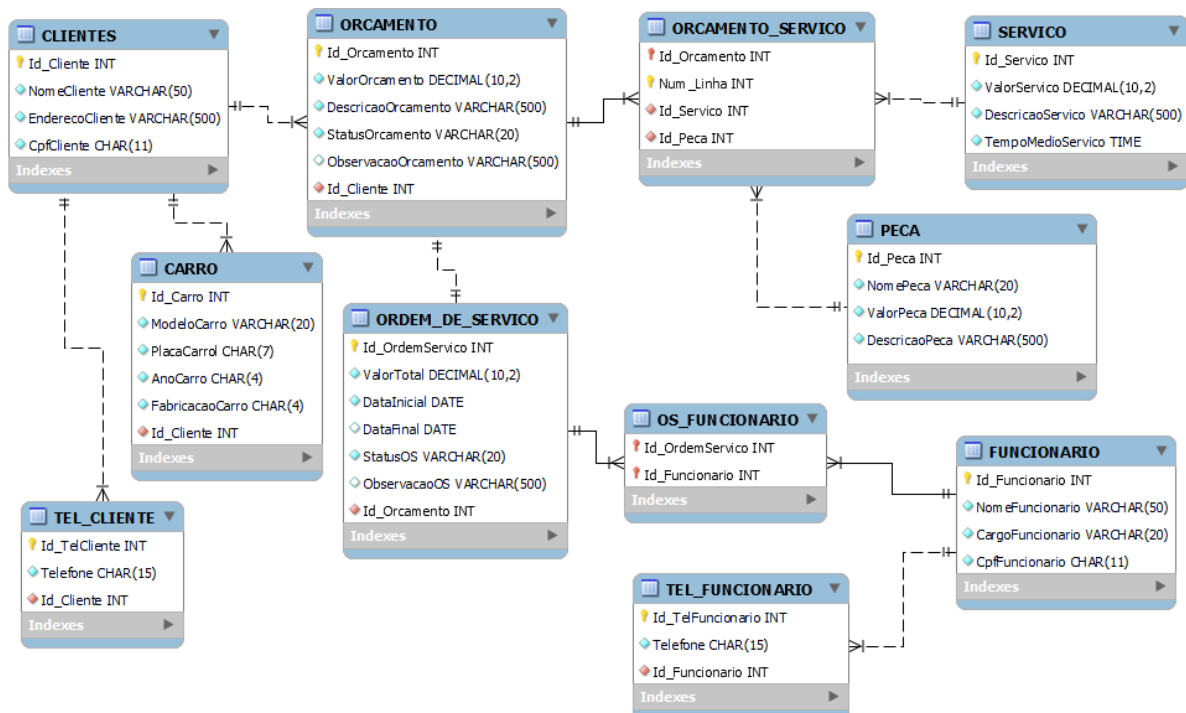 CLIENTES
Id_Cliente INT
NomeCliente VARCHAR(50)
EnderecoCliente VARCHAR(500)
CpfCliente CHAR(11)
Indexes
ORCAMENTO
Id_Orcamento INT
ValorOrcamento DECIMAL(10,2)
DescricaoOrcamento VARCHAR(500)
StatusOrcamento VARCHAR(20)
ObservacaoOrcamento VARCHAR(500)
Id_Cliente INT
Indexes
ORCAMENTO_SERVICO
Id_Orcamento INT
Num_Linha INT
Id_Servico INT
Id_Peca INT
Indexes
SERVICO
Id_Servico INT
ValorServico DECIMAL(10,2)
DescricaoServico VARCHAR(500)
TempoMedioServico TIME
Indexes
PECA
Id_Peca INT
NomePeca VARCHAR(20)
ValorPeca DECIMAL(10,2)
DescricaoPeca VARCHAR(500)
Indexes
CARRO
Id_Carro INT
ModeloCarro VARCHAR(20)
PlacaCarrol CHAR(7)
AnoCarro CHAR(4)
FabricacaoCarro CHAR(4)
Id_Cliente INT
Indexes
ORDEM_DE_SERVICO
Id_OrdemServico INT
ValorTotal DECIMAL(10,2)
DataInicial DATE
DataFinal DATE
StatusOS VARCHAR(20)
ObservacaoOS VARCHAR(500)
Id_Orcamento INT
Indexes
OS_FUNCIONARIO
Id_OrdemServico INT
Id_Funcionario INT
Indexes
FUNCIONARIO
Id_Funcionario INT
NomeFuncionario VARCHAR(50)
CargoFuncionario VARCHAR(20)
CpfFuncionario CHAR(11)
Indexes
TEL_CLIENTE
Id_TelCliente INT
Telefone CHAR(15)
Id_Cliente INT
Indexes
TEL_FUNCIONARIO
Id_TelFuncionario INT
Telefone CHAR(15)
Id_Funcionario INT
Indexes